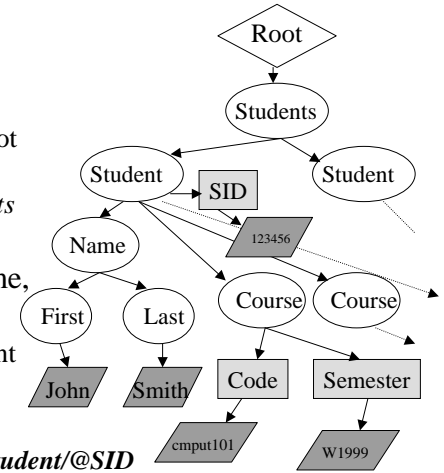 Root
Students
ot
Student
SID
Student
ts
123456
Name
ne,
First
Last
Course
Course
nt
John
Smith
Code
Semester
cmput101
W1999
udent/@SID